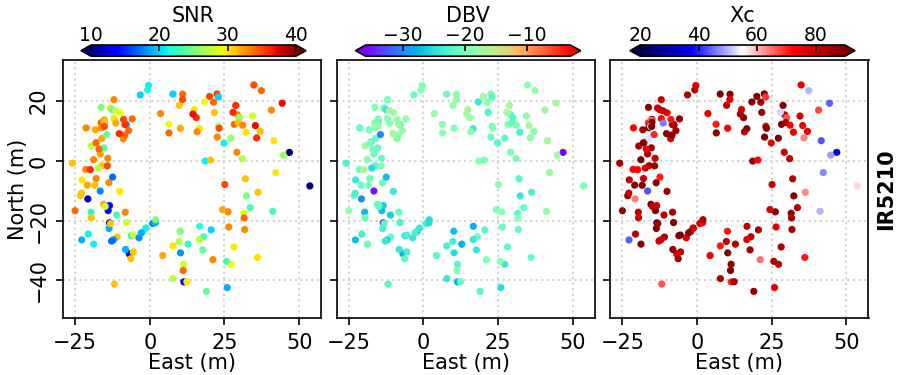 SNR DBV Xc
10 20 30 40 −30 −20 −10 20 40 60 80
20
0
−20
−40
North (m)
IR5210
−25 0 25 50 −25 0 25 50 −25 0 25 50
East (m) East (m) East (m)